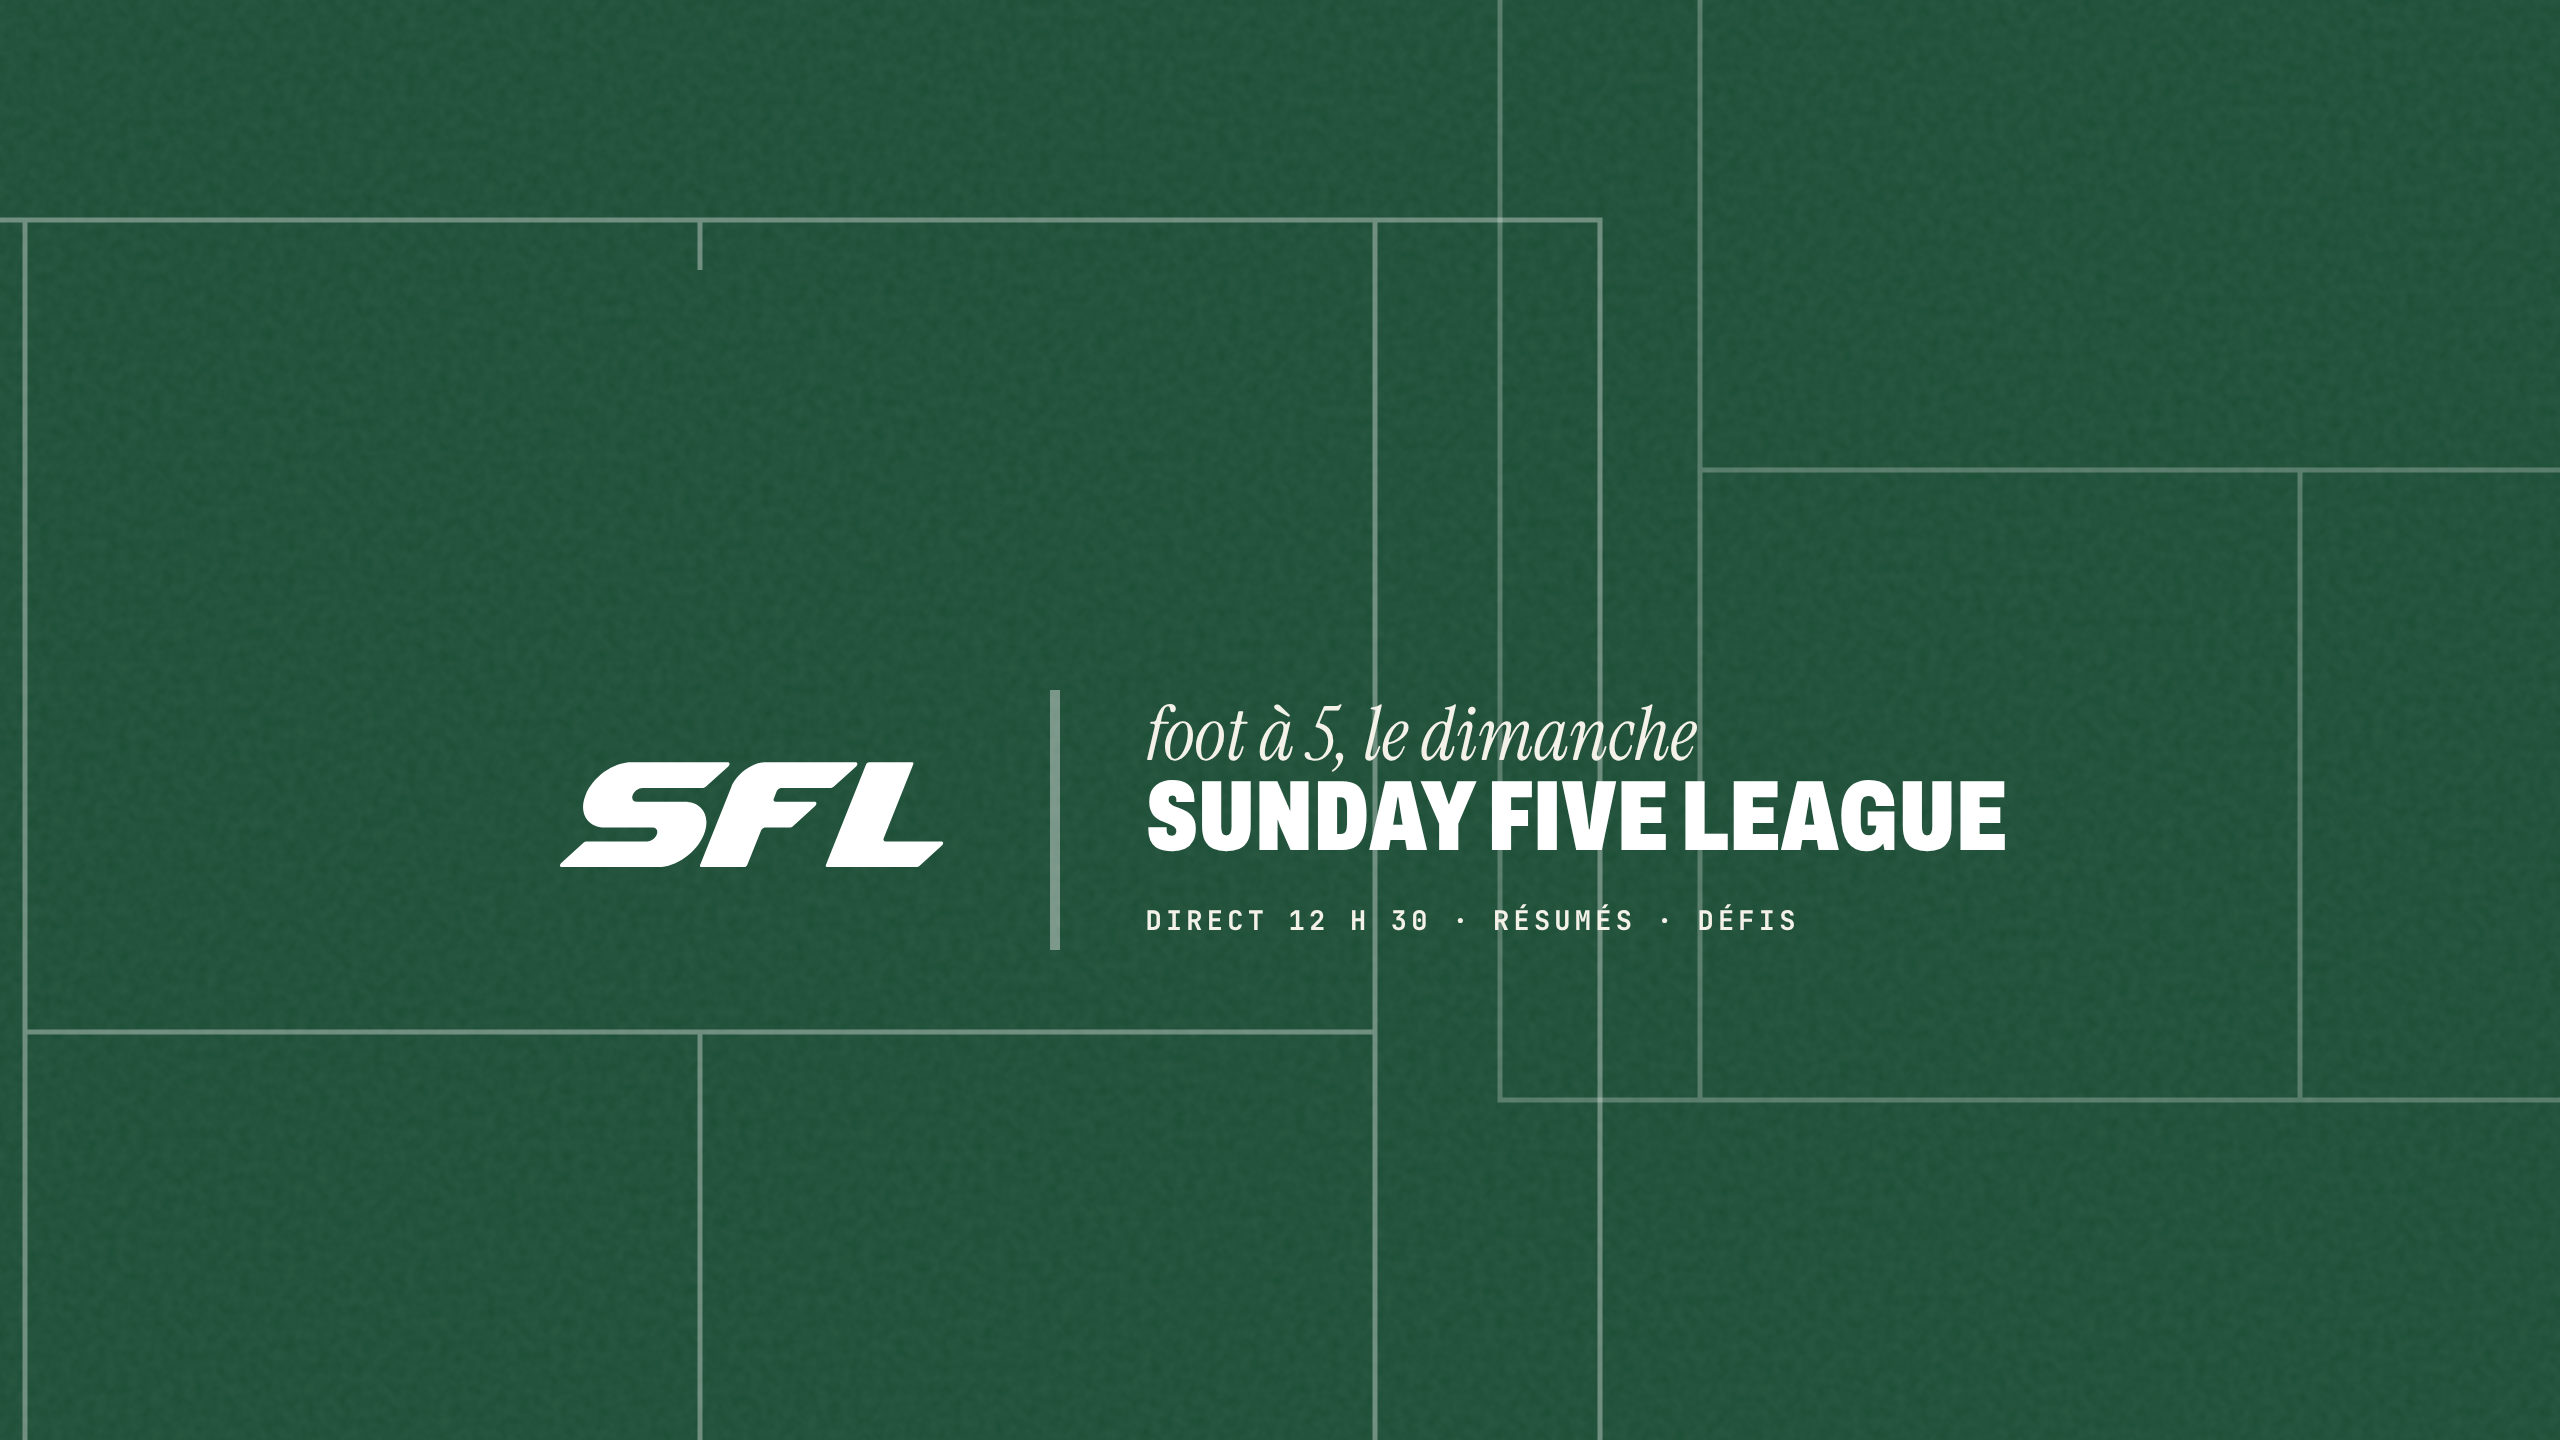 SFL
foot à 5, le dimanche
SUNDAY FIVE LEAGUE
DIRECT 12 H 30 · RÉSUMÉS · DÉFIS